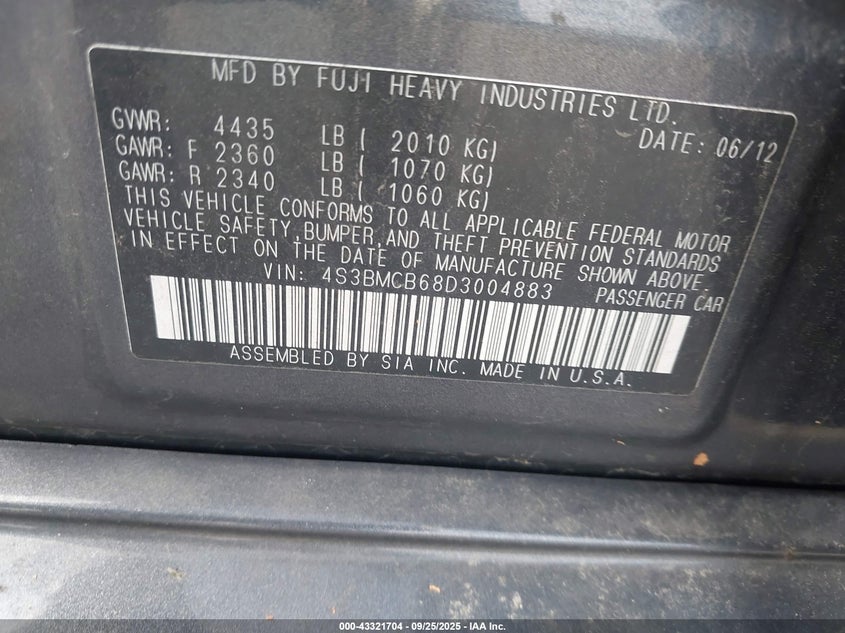 MFD BY FUJI HEAVY INDUSTRIES LTD.
GVWR: 4435 LB ( 2010 KG) DATE: 06/12
GAWR: F 2360 LB ( 1070 KG)
GAWR: R 2340 LB ( 1060 KG)
THIS VEHICLE CONFORMS TO ALL APPLICABLE FEDERAL MOTOR
VEHICLE SAFETY,BUMPER,AND THEFT PREVENTION STANDARDS
IN EFFECT ON THE DATE OF MANUFACTURE SHOWN ABOVE.
VIN: 4S3BMCB68D3004883 PASSENGER CAR
ASSEMBLED BY SIA INC. MADE IN U.S.A.
000-43321704 - 09/25/2025 - IAA Inc.